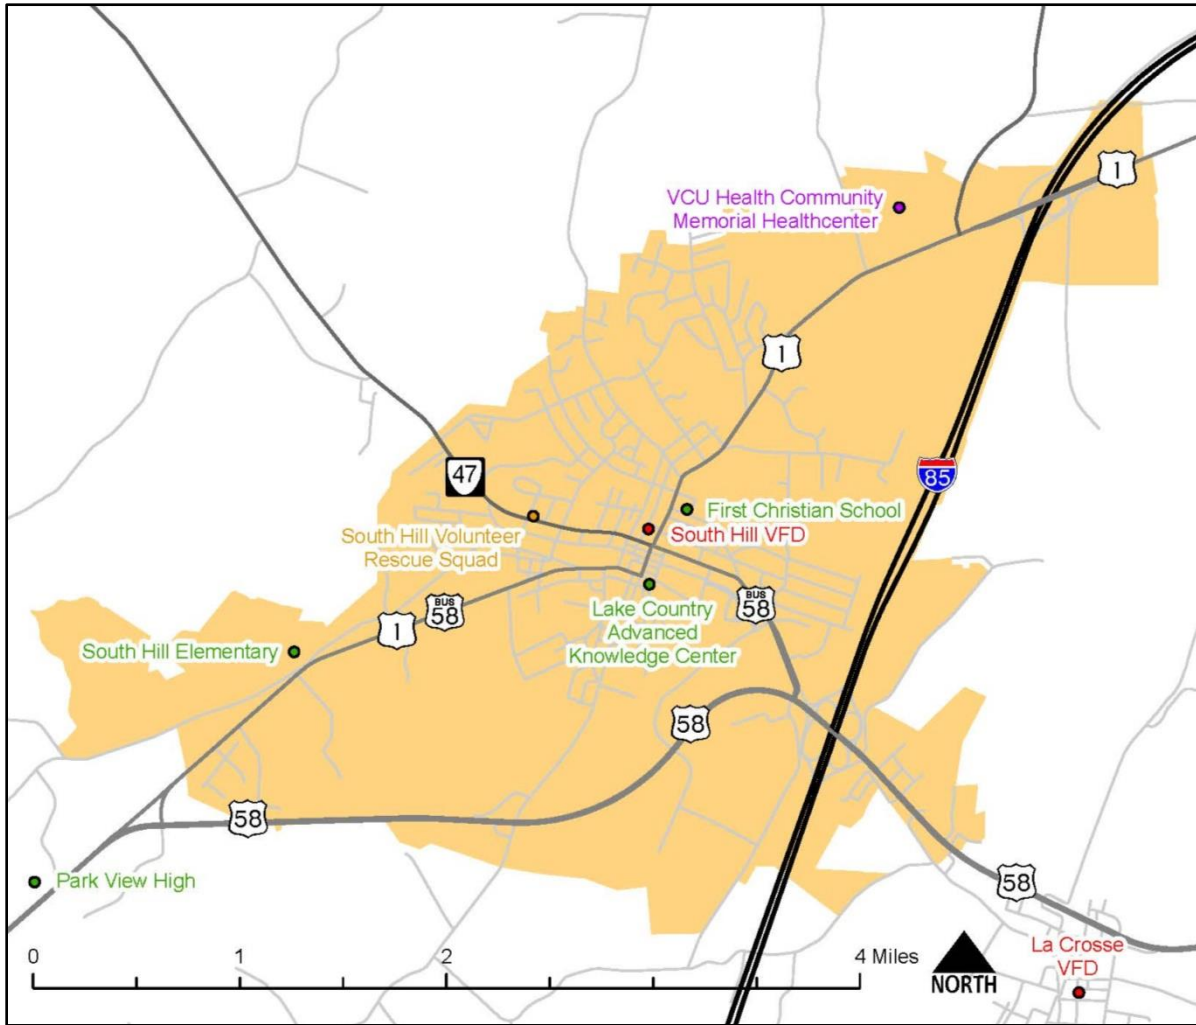 1
VCU Health Community
Memorial Healthcenter
1
47
85
First Christian School
South Hill Volunteer
Rescue Squad
South Hill VFD
BUS
58
BUS
58
1
Lake Country
Advanced
Knowledge Center
South Hill Elementary
58
58
58
Park View High
0 1 2 4 Miles
NORTH
La Crosse
VFD